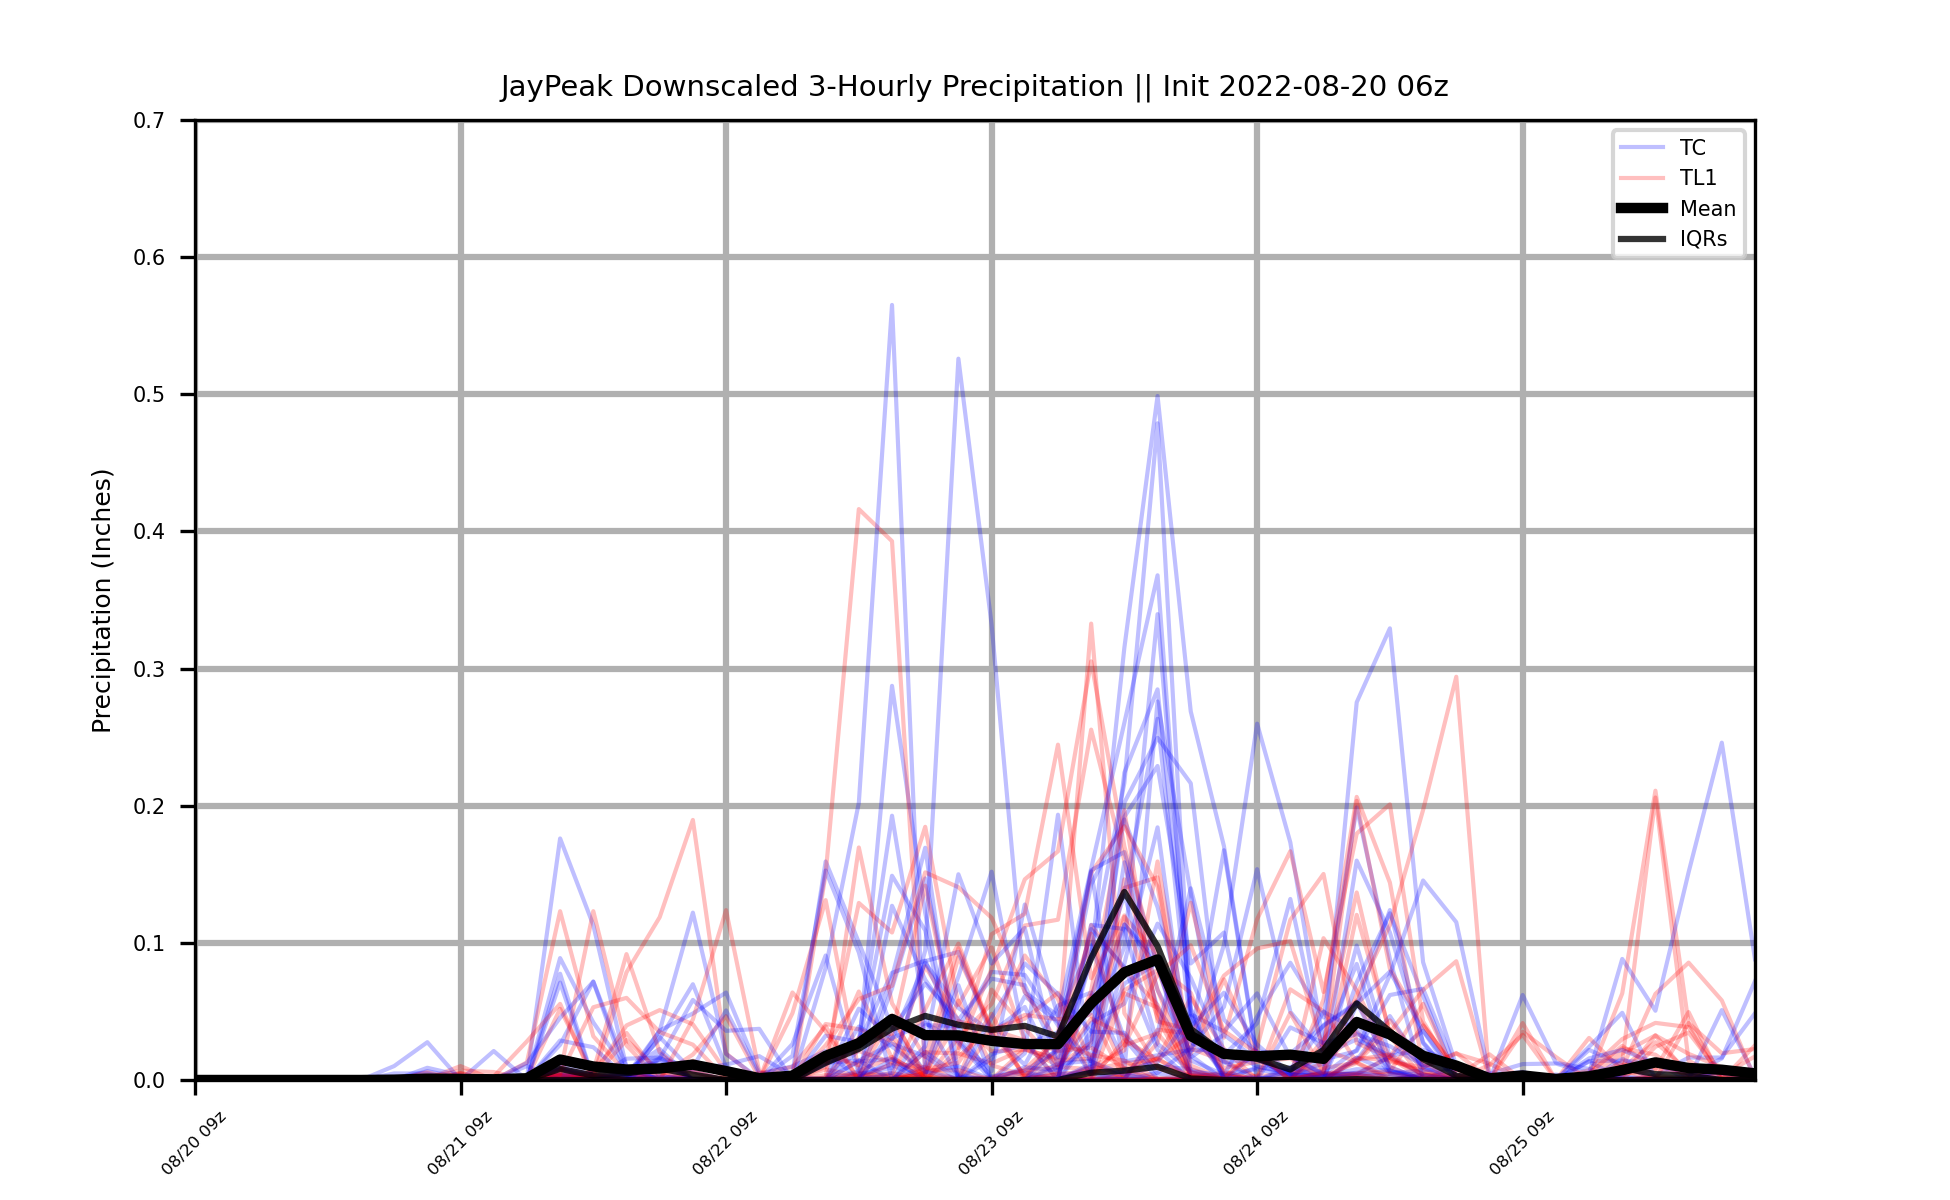 JayPeak Downscaled 3-Hourly Precipitation || Init 2022-08-20 06z
Precipitation (Inches)
0.7
0.6
0.5
0.4
0.3
0.2
0.1
0.0
TC
TL1
Mean
IQRs
08/20 09z
08/21 09z
08/22 09z
08/23 09z
08/24 09z
08/25 09z